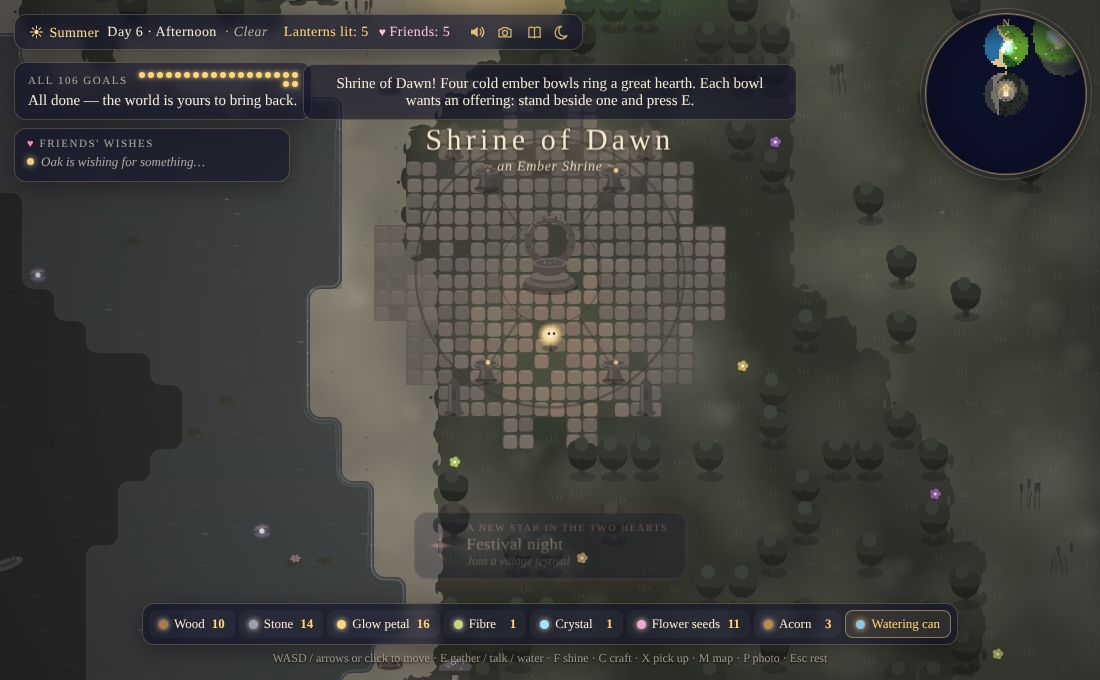 Summer Day 6 · Afternoon · Clear Lanterns lit: 5 ♥ Friends: 5
N
ALL 106 GOALS
All done — the world is yours to bring back.
Shrine of Dawn! Four cold ember bowls ring a great hearth. Each bowl
wants an offering: stand beside one and press E.
♥ FRIENDS' WISHES
Oak is wishing for something…
Shrine of Dawn
~ an Ember Shrine ~
A NEW STAR IN THE TWO HEARTS
Festival night
Join a village festival
Wood 10 Stone 14 Glow petal 16 Fibre 1 Crystal 1 Flower seeds 11 Acorn 3 Watering can
WASD / arrows or click to move · E gather / talk / water · F shine · C craft · X pick up · M map · P photo · Esc rest